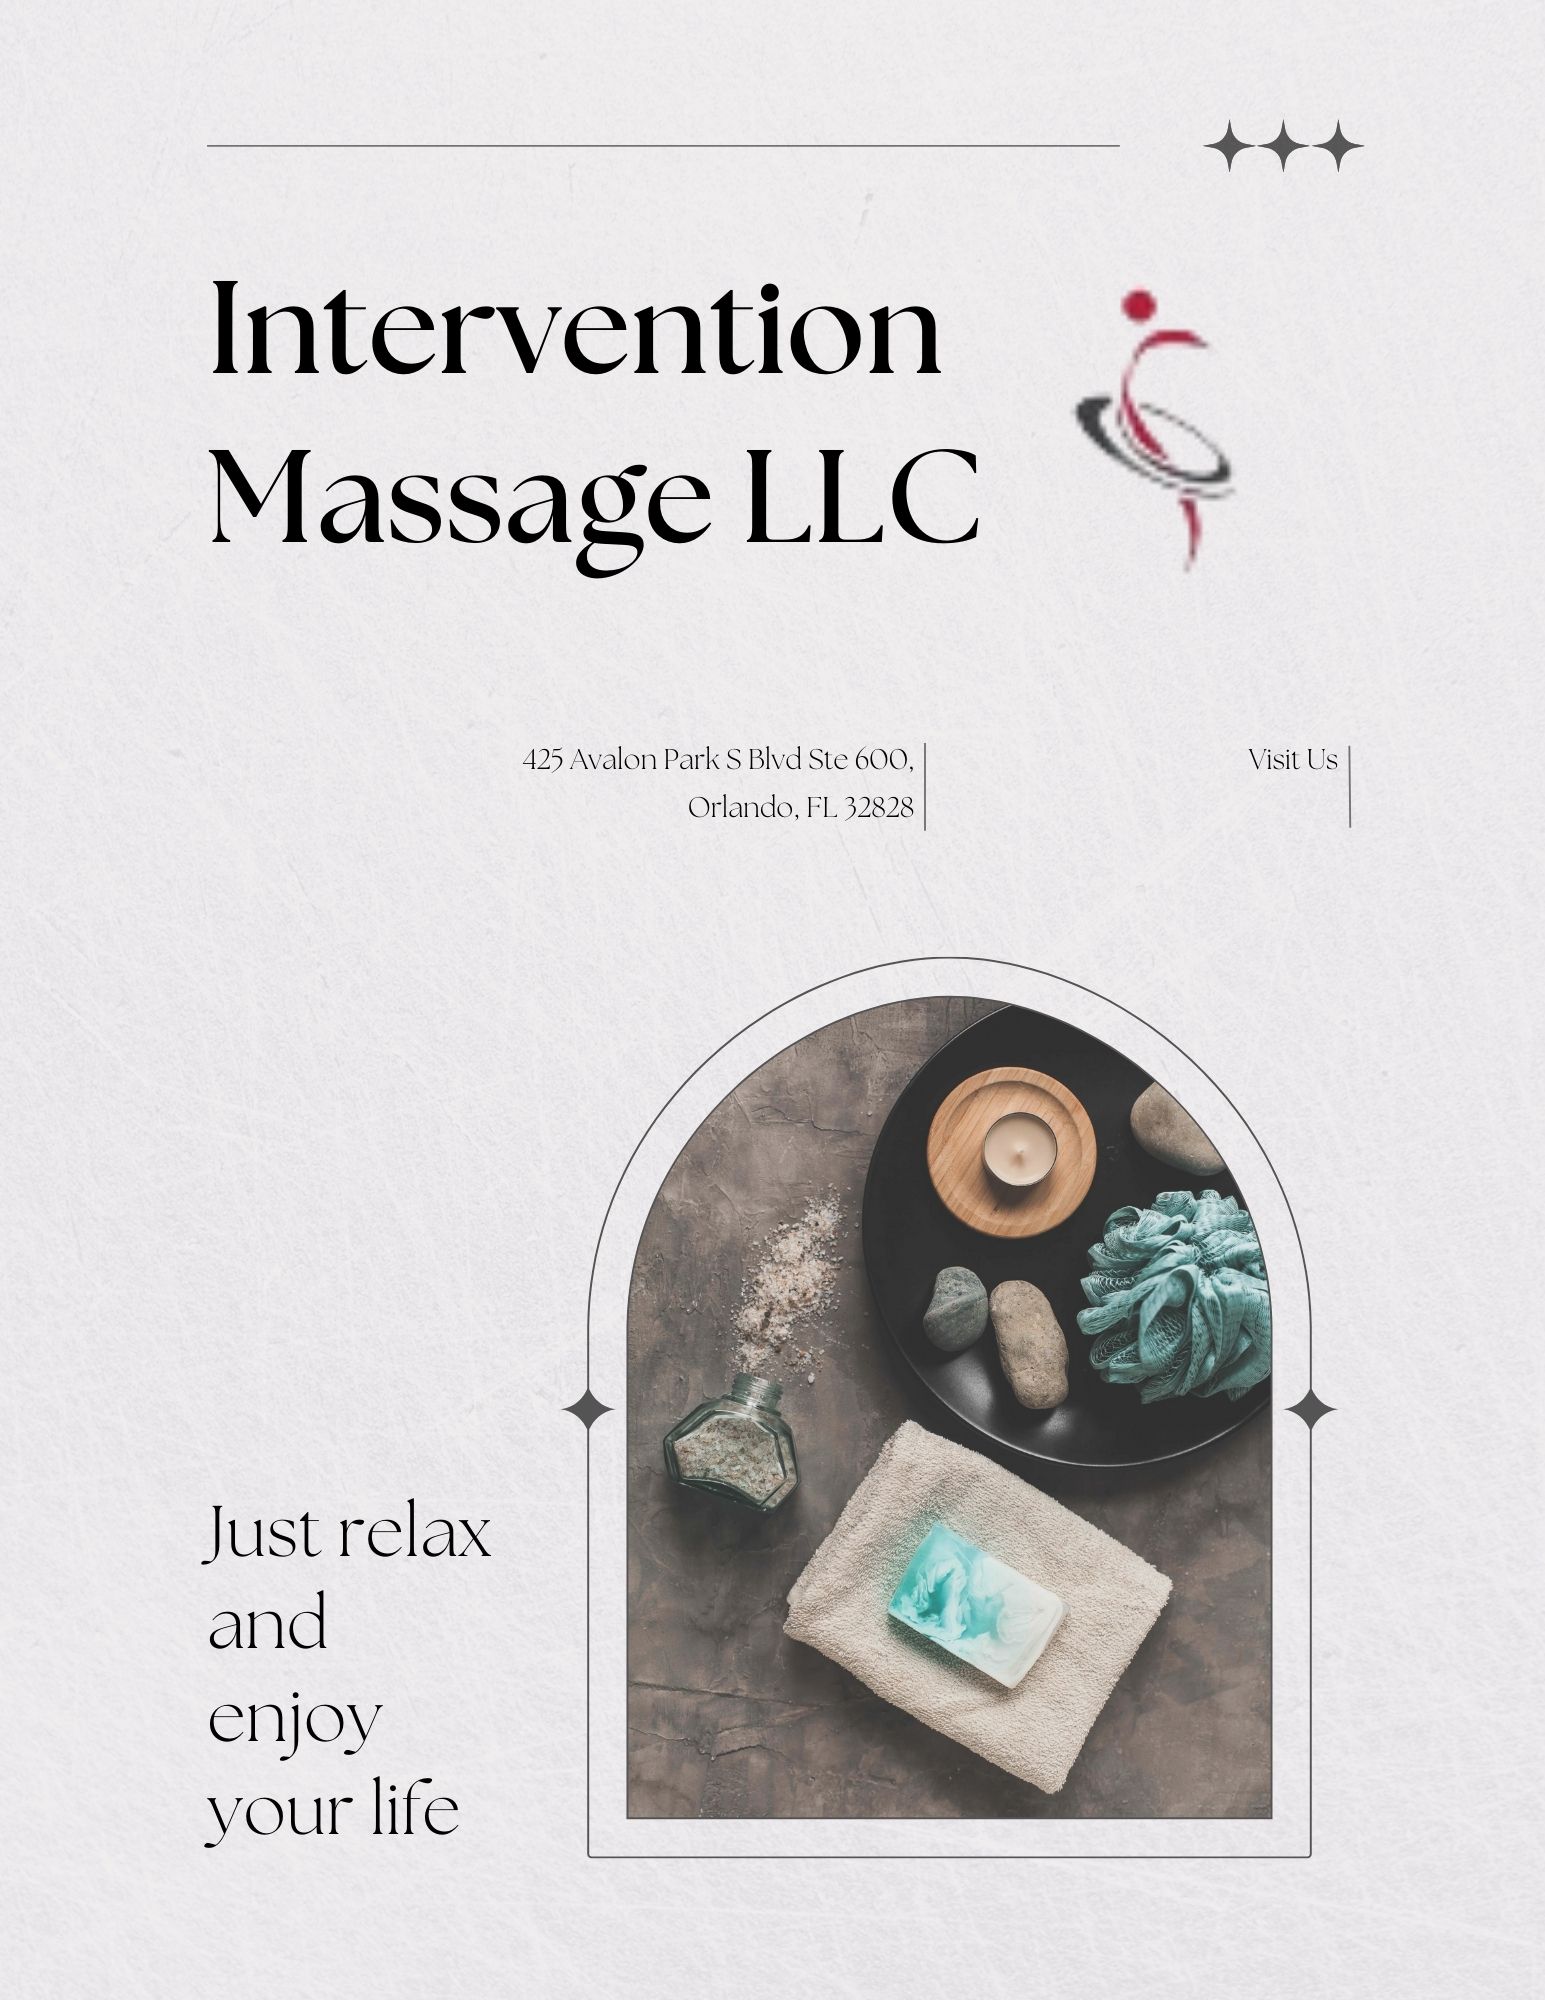 Intervention
Massage LLC
425 Avalon Park S Blvd Ste 600,
Orlando, FL 32828
Visit Us
Just relax
and
enjoy
your life